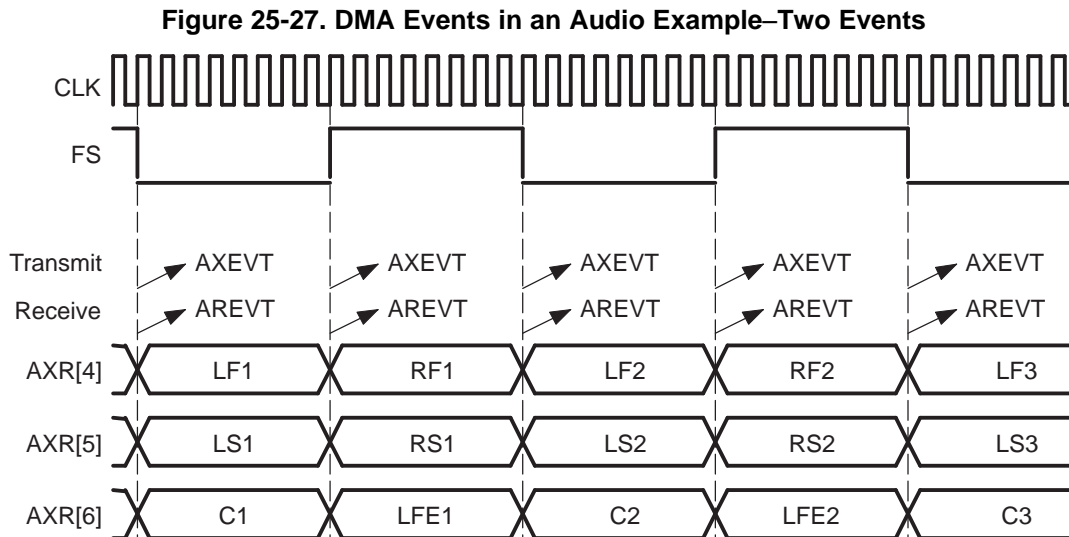 Figure 25-27. DMA Events in an Audio Example–Two Events
CLK
FS
Transmit AXEVT AXEVT AXEVT AXEVT AXEVT
Receive AREVT AREVT AREVT AREVT AREVT
AXR[4] LF1 RF1 LF2 RF2 LF3
AXR[5] LS1 RS1 LS2 RS2 LS3
AXR[6] C1 LFE1 C2 LFE2 C3